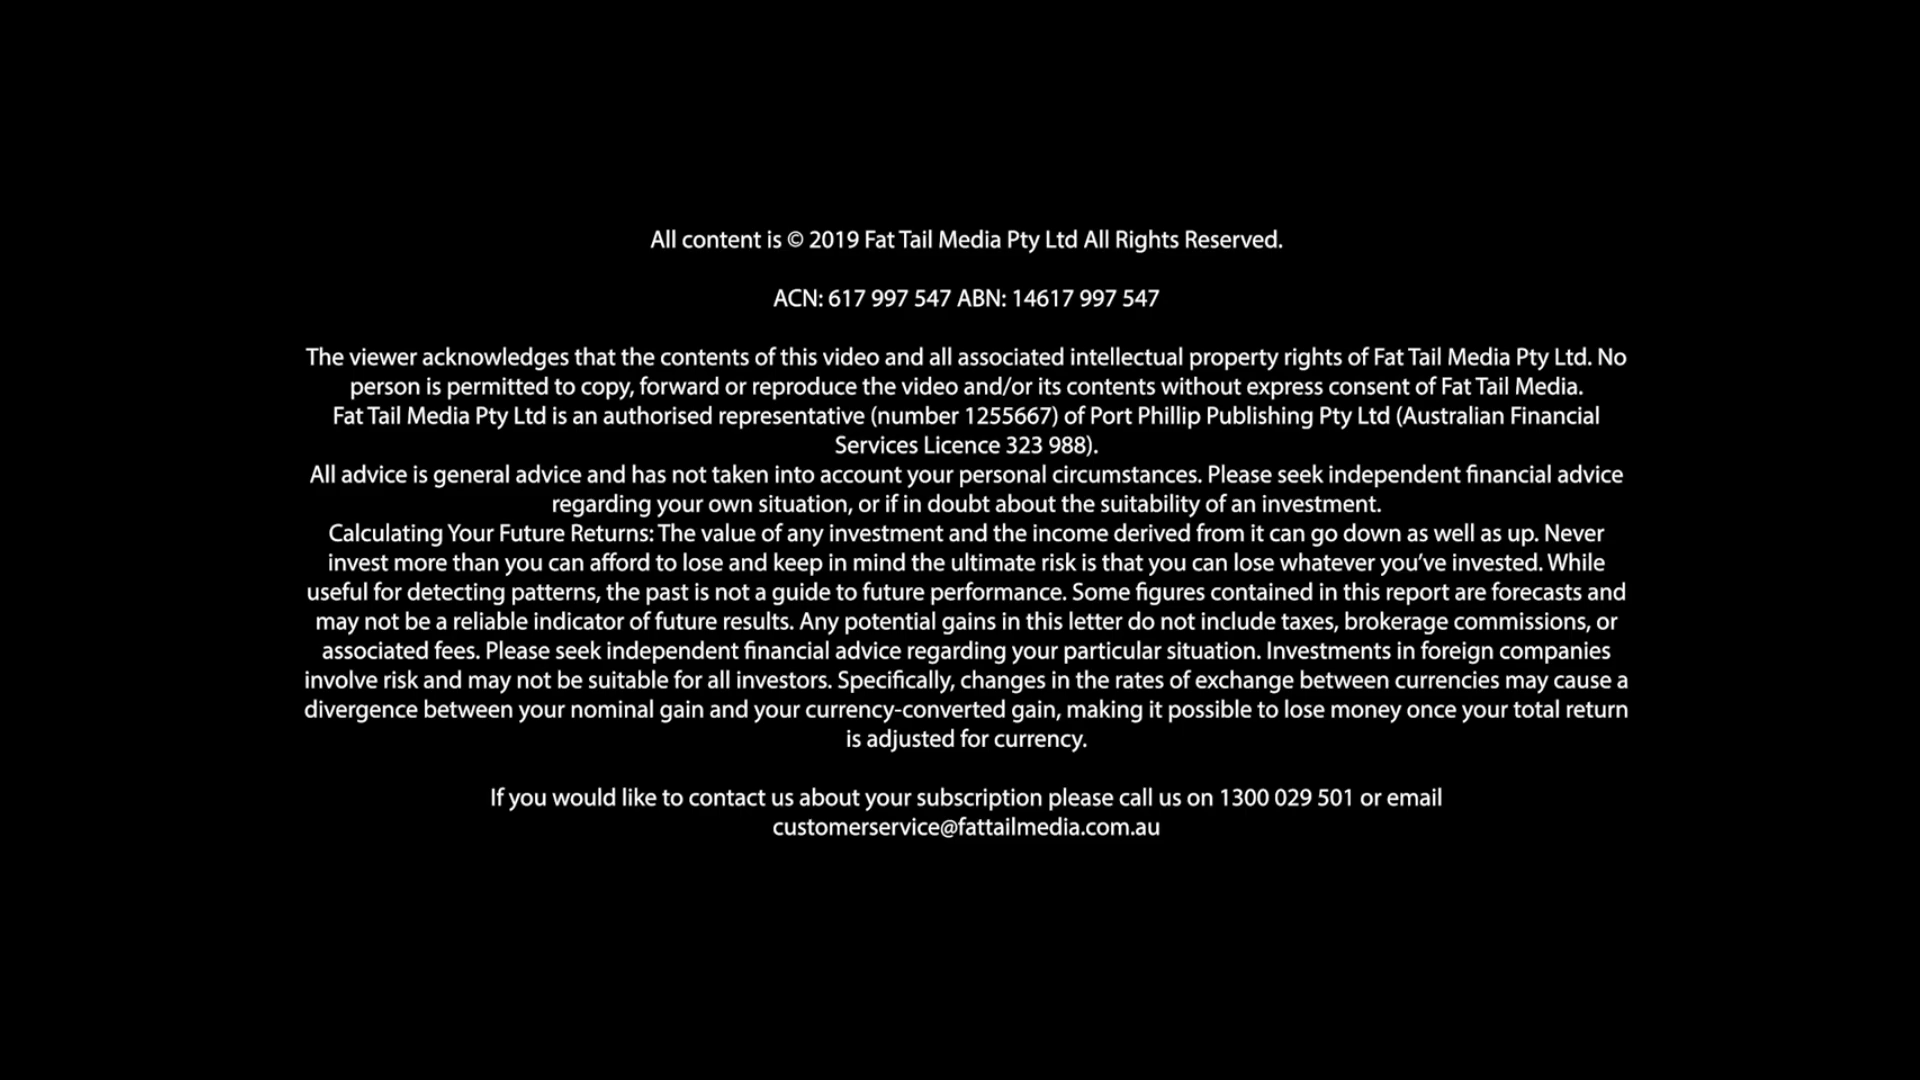 All content is © 2019 Fat Tail Media Pty Ltd All Rights Reserved.
ACN: 617 997 547 ABN: 14617 997 547
The viewer acknowledges that the contents of this video and all associated intellectual property rights of Fat Tail Media Pty Ltd. No
person is permitted to copy, forward or reproduce the video and/or its contents without express consent of Fat Tail Media.
Fat Tail Media Pty Ltd is an authorised representative (number 1255667) of Port Phillip Publishing Pty Ltd (Australian Financial
Services Licence 323 988).
All advice is general advice and has not taken into account your personal circumstances. Please seek independent financial advice
regarding your own situation, or if in doubt about the suitability of an investment.
Calculating Your Future Returns: The value of any investment and the income derived from it can go down as well as up. Never
invest more than you can afford to lose and keep in mind the ultimate risk is that you can lose whatever you’ve invested. While
useful for detecting patterns, the past is not a guide to future performance. Some figures contained in this report are forecasts and
may not be a reliable indicator of future results. Any potential gains in this letter do not include taxes, brokerage commissions, or
associated fees. Please seek independent financial advice regarding your particular situation. Investments in foreign companies
involve risk and may not be suitable for all investors. Specifically, changes in the rates of exchange between currencies may cause a
divergence between your nominal gain and your currency-converted gain, making it possible to lose money once your total return
is adjusted for currency.
If you would like to contact us about your subscription please call us on 1300 029 501 or email
customerservice@fattailmedia.com.au